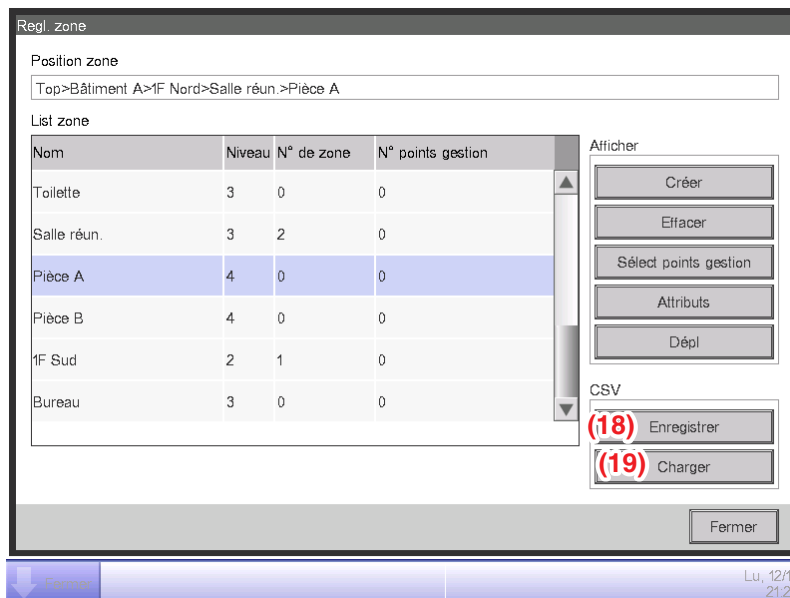 Regl. zone
Position zone
Top>Bâtiment A>1F Nord>Salle réun.>Pièce A
List zone
Nom Niveau N° de zone N° points gestion
Toilette 3 0 0
Salle réun. 3 2 0
Pièce A 4 0 0
Pièce B 4 0 0
1F Sud 2 1 0
Bureau 3 0 0
Afficher
Créer
Effacer
Sélect points gestion
Attributs
Dépl
CSV
(18) Enregistrer
(19) Charger
Fermer
Fermer
Lu, 12/1
21:2